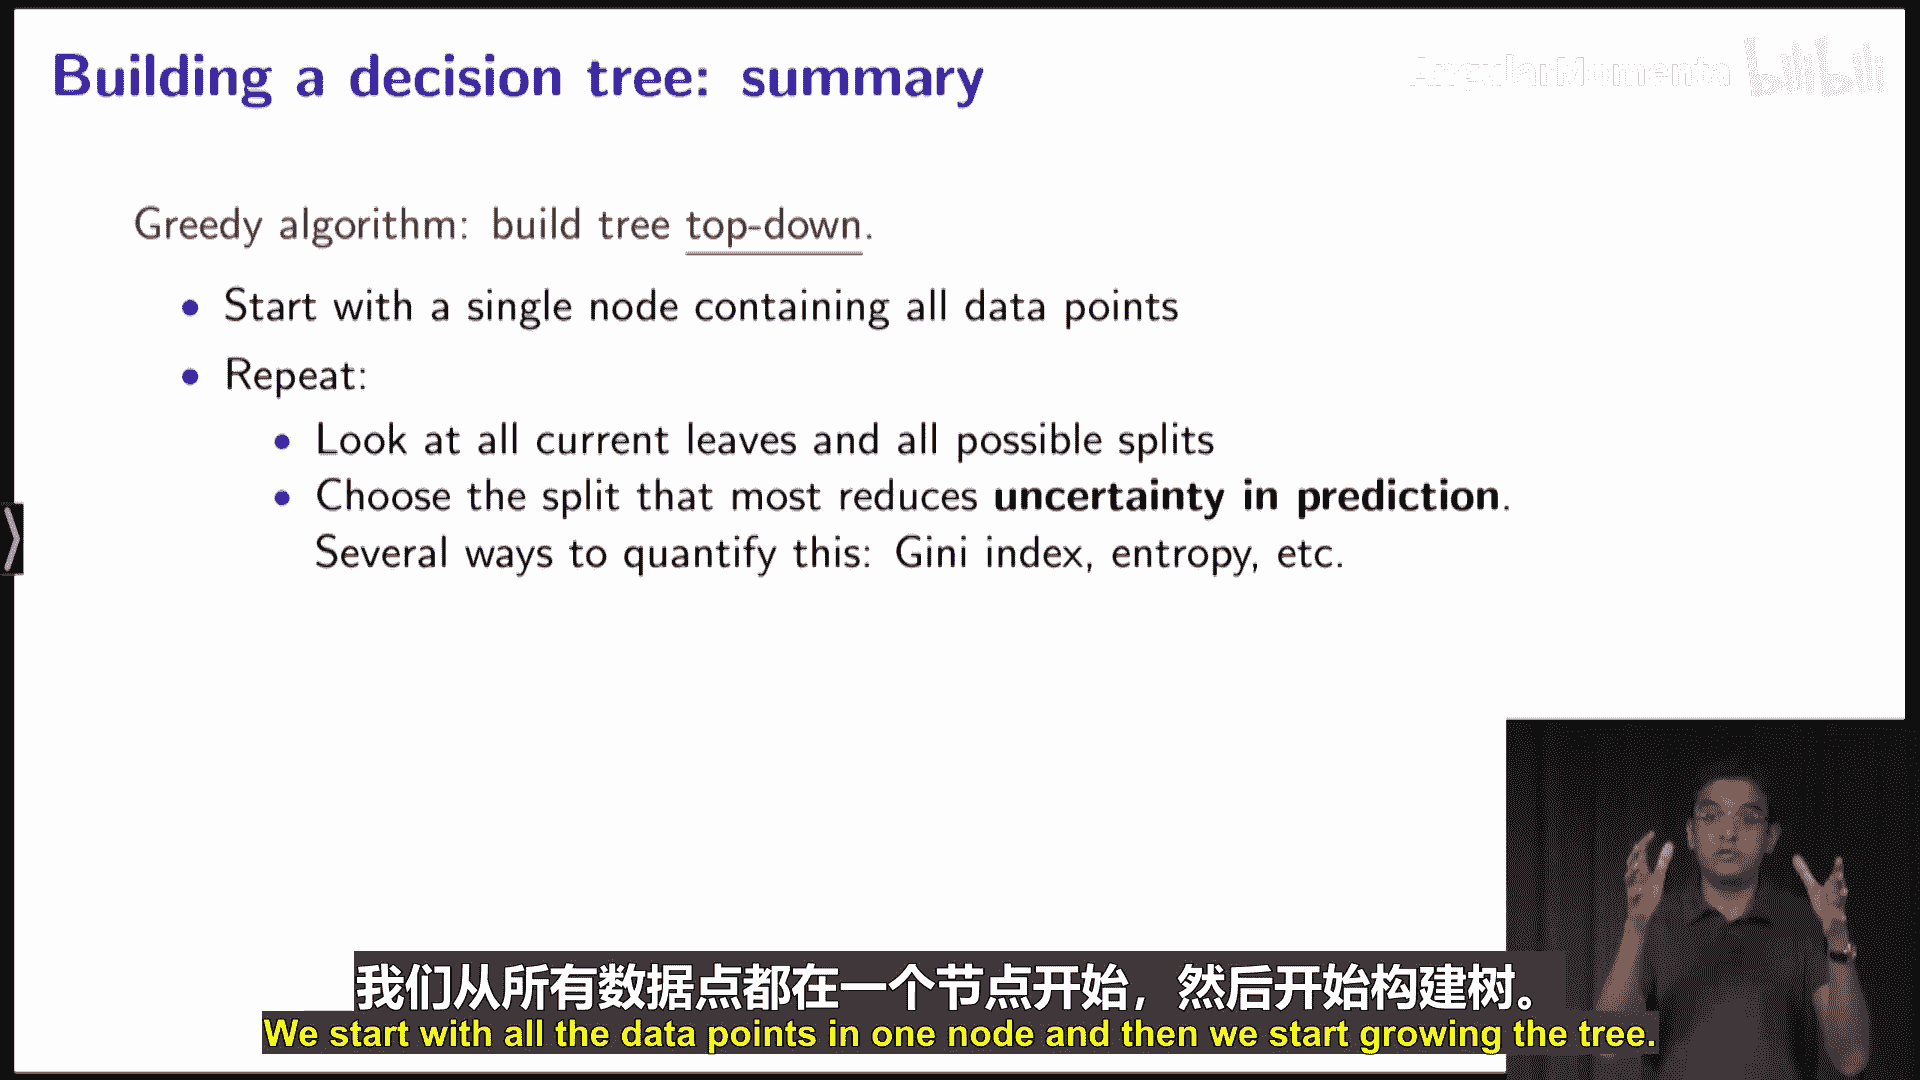 Building a decision tree: summary
AngularMomenta bilibili
Greedy algorithm: build tree top-down.
• Start with a single node containing all data points
• Repeat:
• Look at all current leaves and all possible splits
• Choose the split that most reduces uncertainty in prediction.
Several ways to quantify this: Gini index, entropy, etc.
我们从所有数据点都在一个节点开始，然后开始构建树。
We start with all the data points in one node and then we start growing the tree.